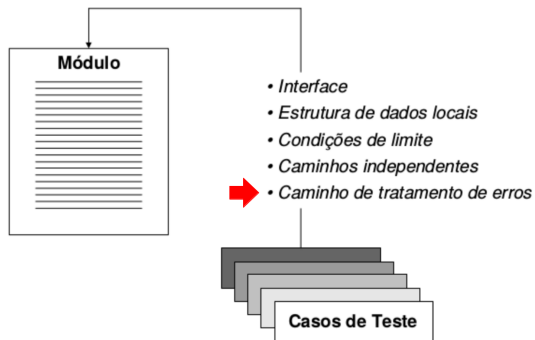 Módulo
• Interface
• Estrutura de dados locais
• Condições de limite
• Caminhos independentes
• Caminho de tratamento de erros
Casos de Teste